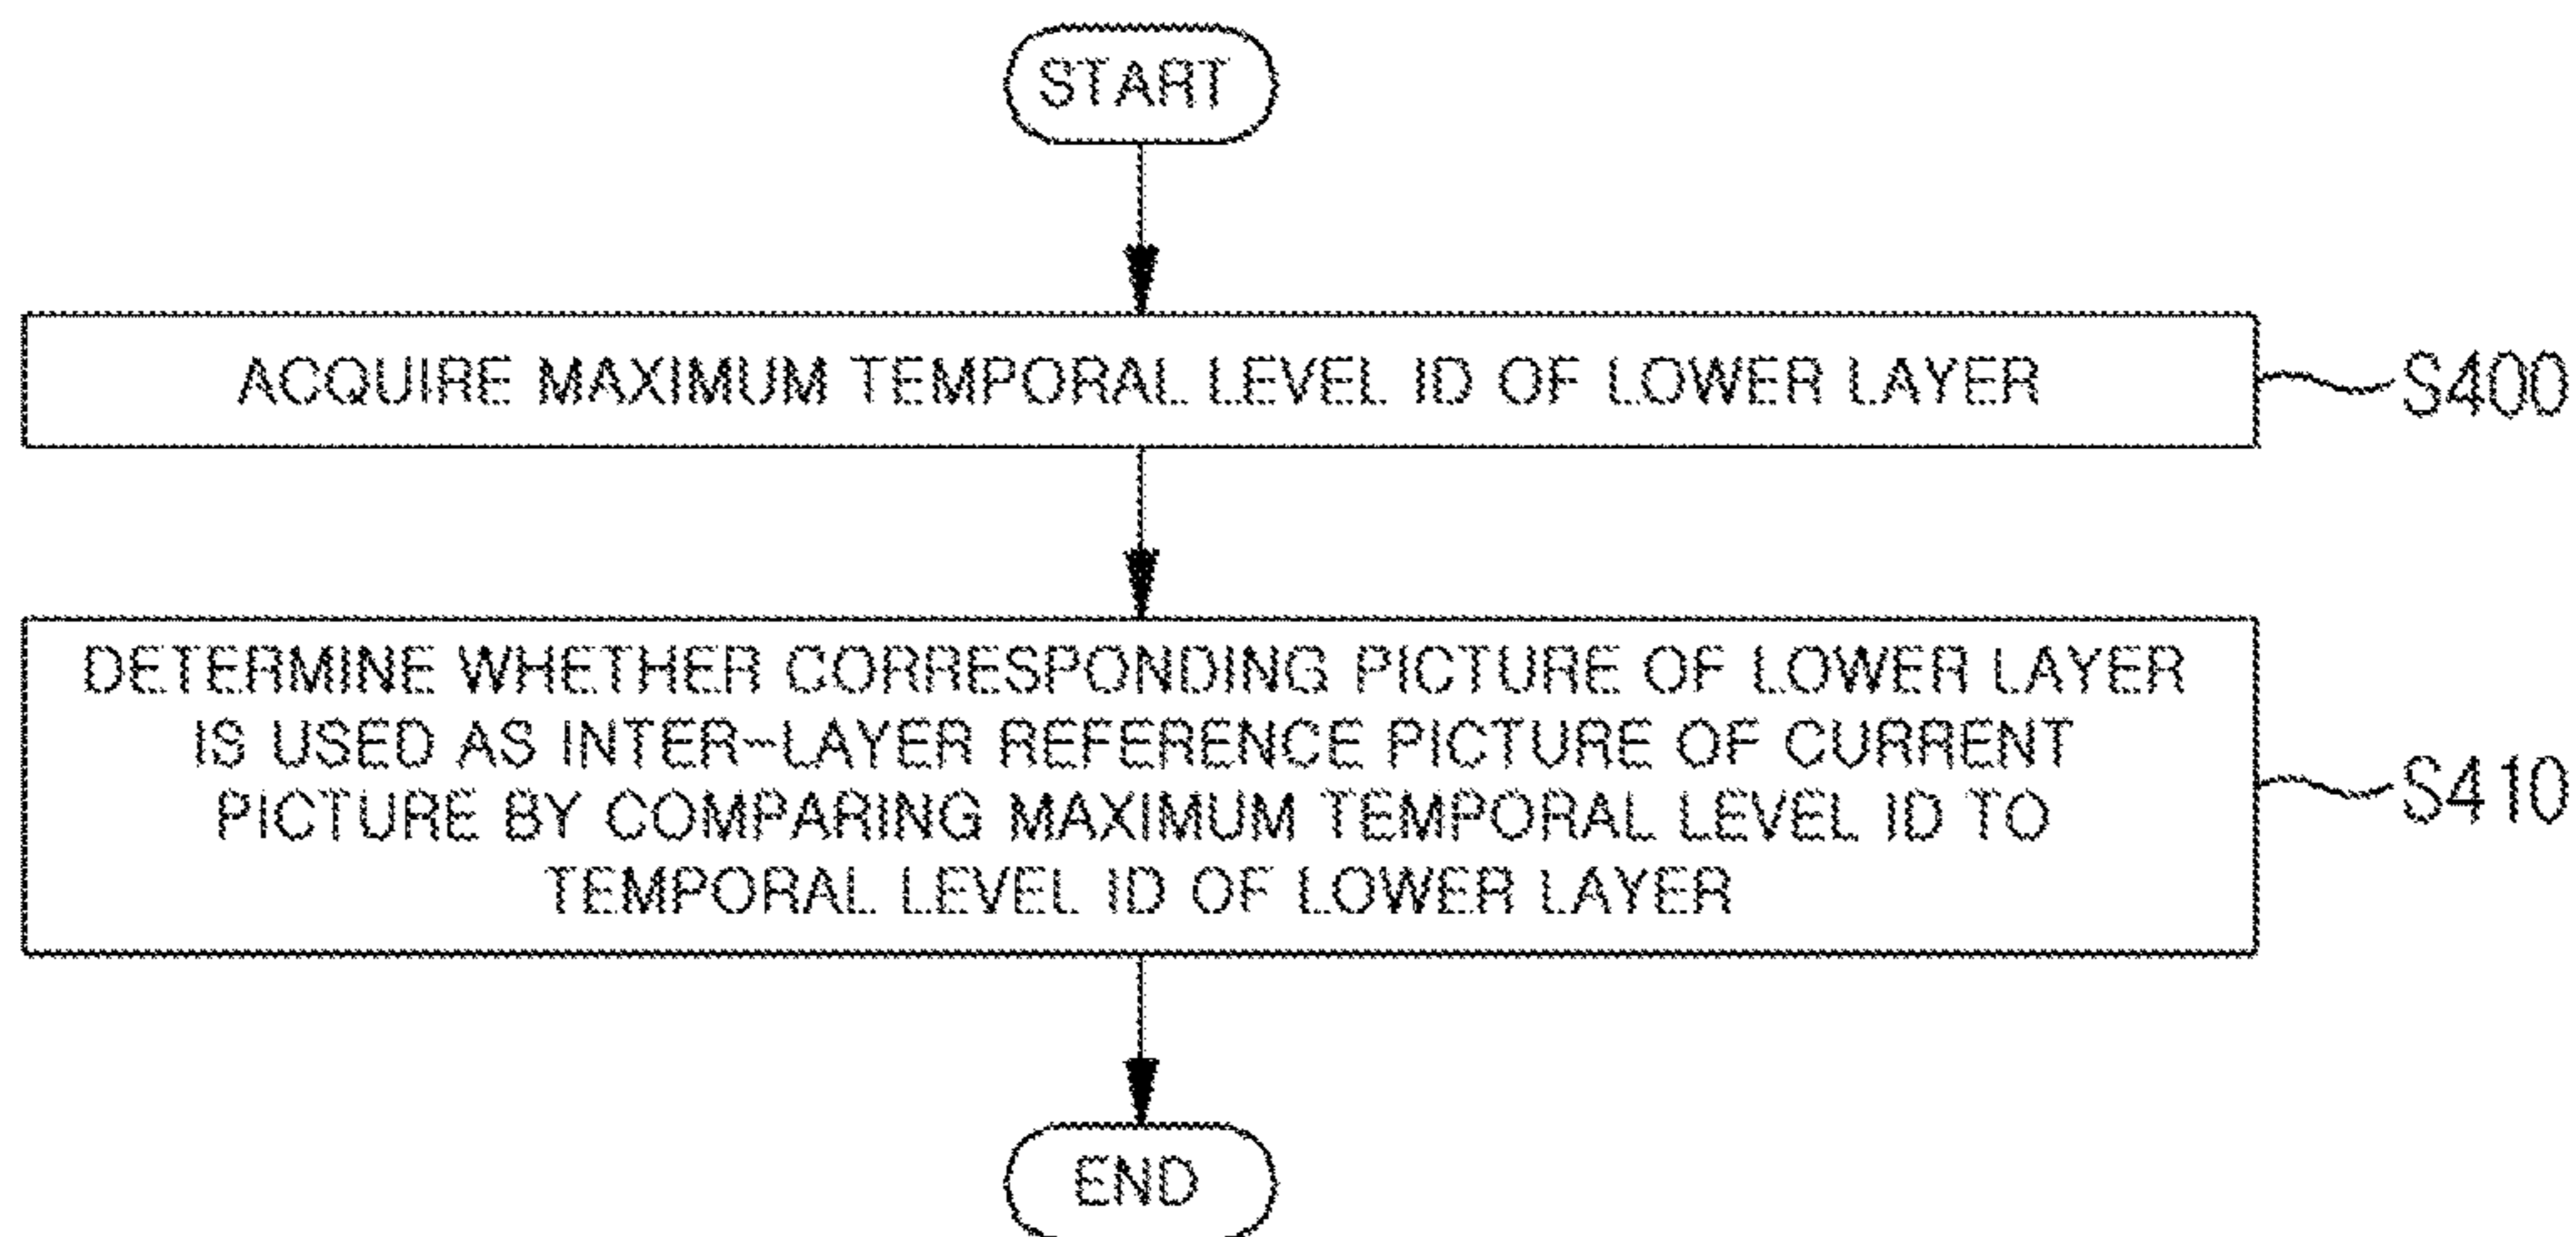 START
ACQUIRE MAXIMUM TEMPORAL LEVEL ID OF LOWER LAYER
S400
DETERMINE WHETHER CORRESPONDING PICTURE OF LOWER LAYER
IS USED AS INTER-LAYER REFERENCE PICTURE OF CURRENT
PICTURE BY COMPARING MAXIMUM TEMPORAL LEVEL ID TO
TEMPORAL LEVEL ID OF LOWER LAYER
S410
END